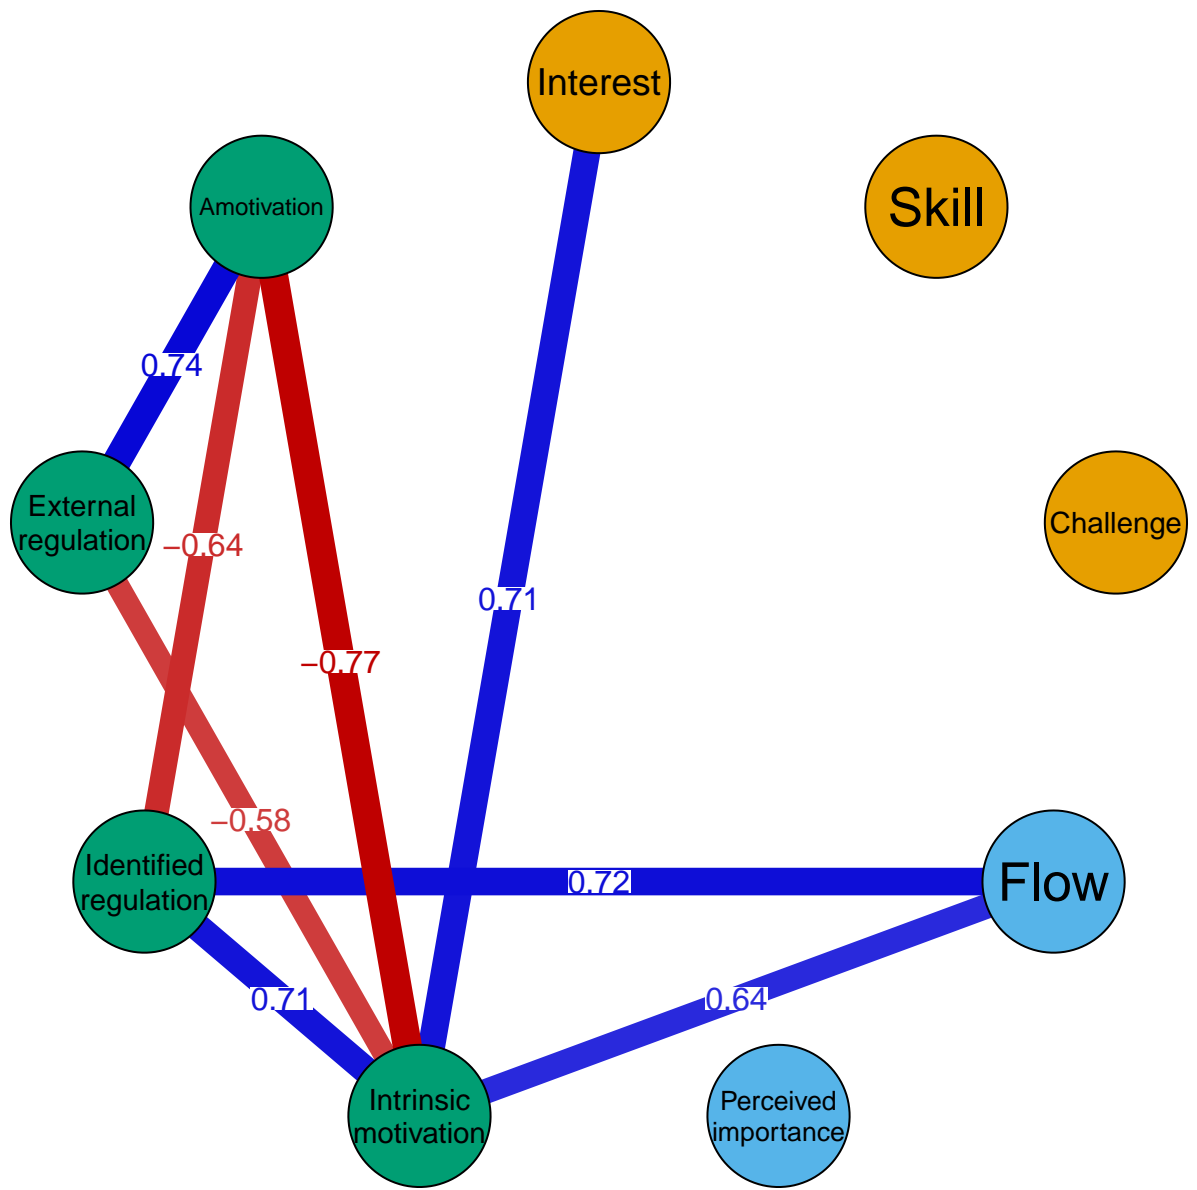 Interest
Skill
Amotivation
0.74
External
regulation
Challenge
−0.64
0.71
−0.77
−0.58
Identified
regulation
0.72
Flow
0.71
0.64
Intrinsic
motivation
Perceived
importance